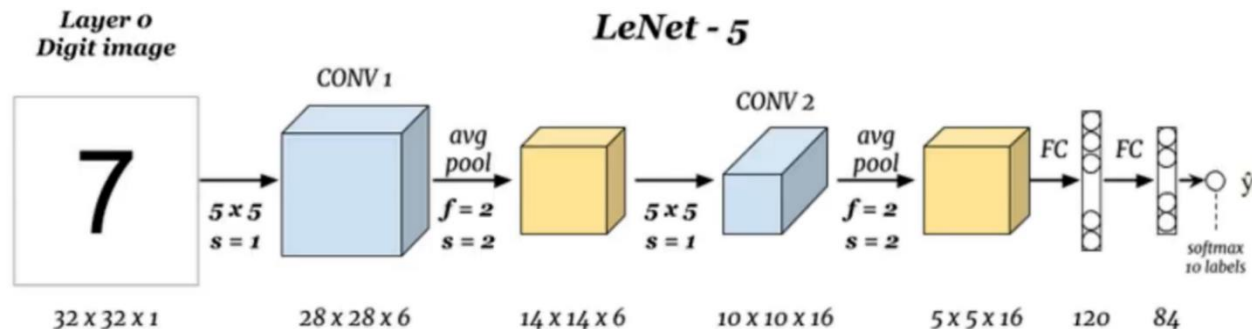 Layer 0
Digit image
LeNet - 5
7
5 x 5
s = 1
CONV 1
avg
pool
f = 2
s = 2
5 x 5
s = 1
CONV 2
avg
pool
f = 2
s = 2
FC
FC
ŷ
softmax
10 labels
32 x 32 x 1
28 x 28 x 6
14 x 14 x 6
10 x 10 x 16
5 x 5 x 16
120
84